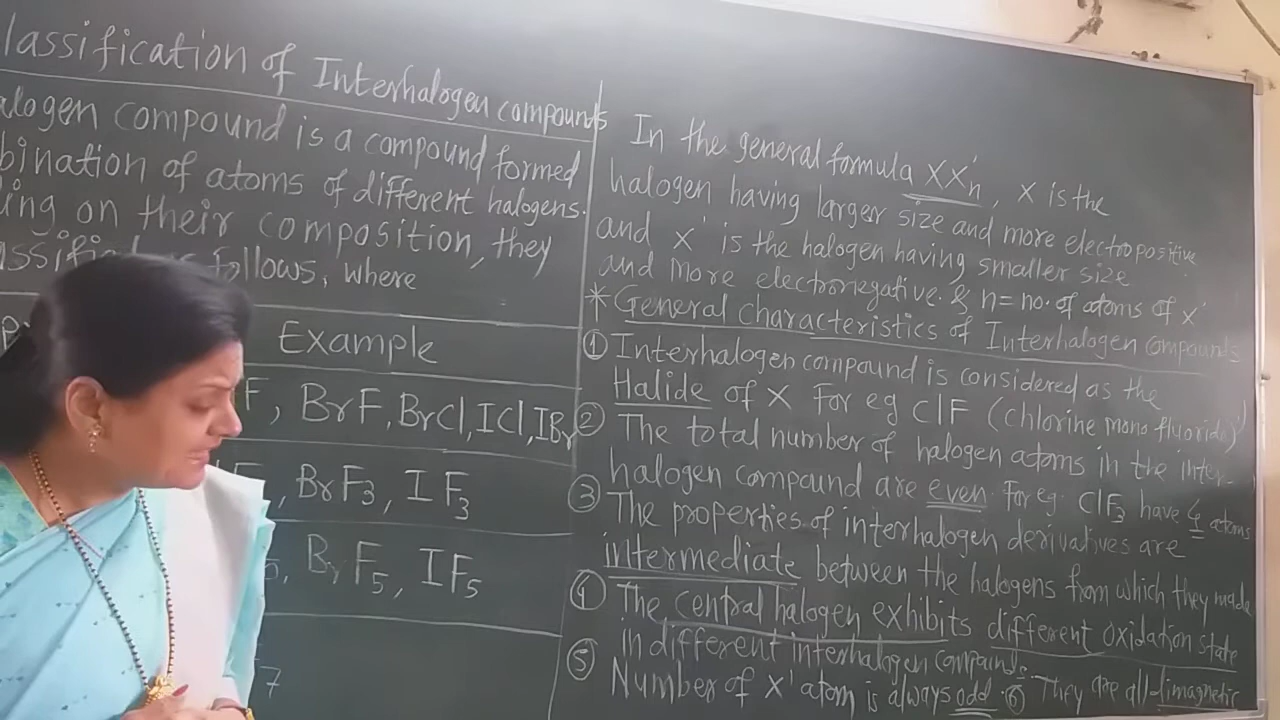 lassification of Interhalogen compounds
alogen compound is a compound formed
bination of atoms of different halogens.
ing on their composition, they
follows, where
Example
F, BrF, BrCl, ICl, IBr
, BrF3, IF3
5, BrF5, IF5
7
In the general formula XX'n, X is the
halogen having larger size and more electropositive
and X' is the halogen having smaller size
and more electronegative. & n = no. of atoms of X'
* General characteristics of Interhalogen compounds
① Interhalogen compound is considered as the
Halide of X For eg ClF (chlorine mono fluoride)
② The total number of halogen atoms in the inter-
halogen compound are even. For eg. ClF3 have 4 atoms
③ The properties of interhalogen derivatives are
intermediate between the halogens from which they made
④ The central halogen exhibits different oxidation state
in different interhalogen compounds.
⑤ Number of X' atom is always odd. ⑥ They are all dimagnetic